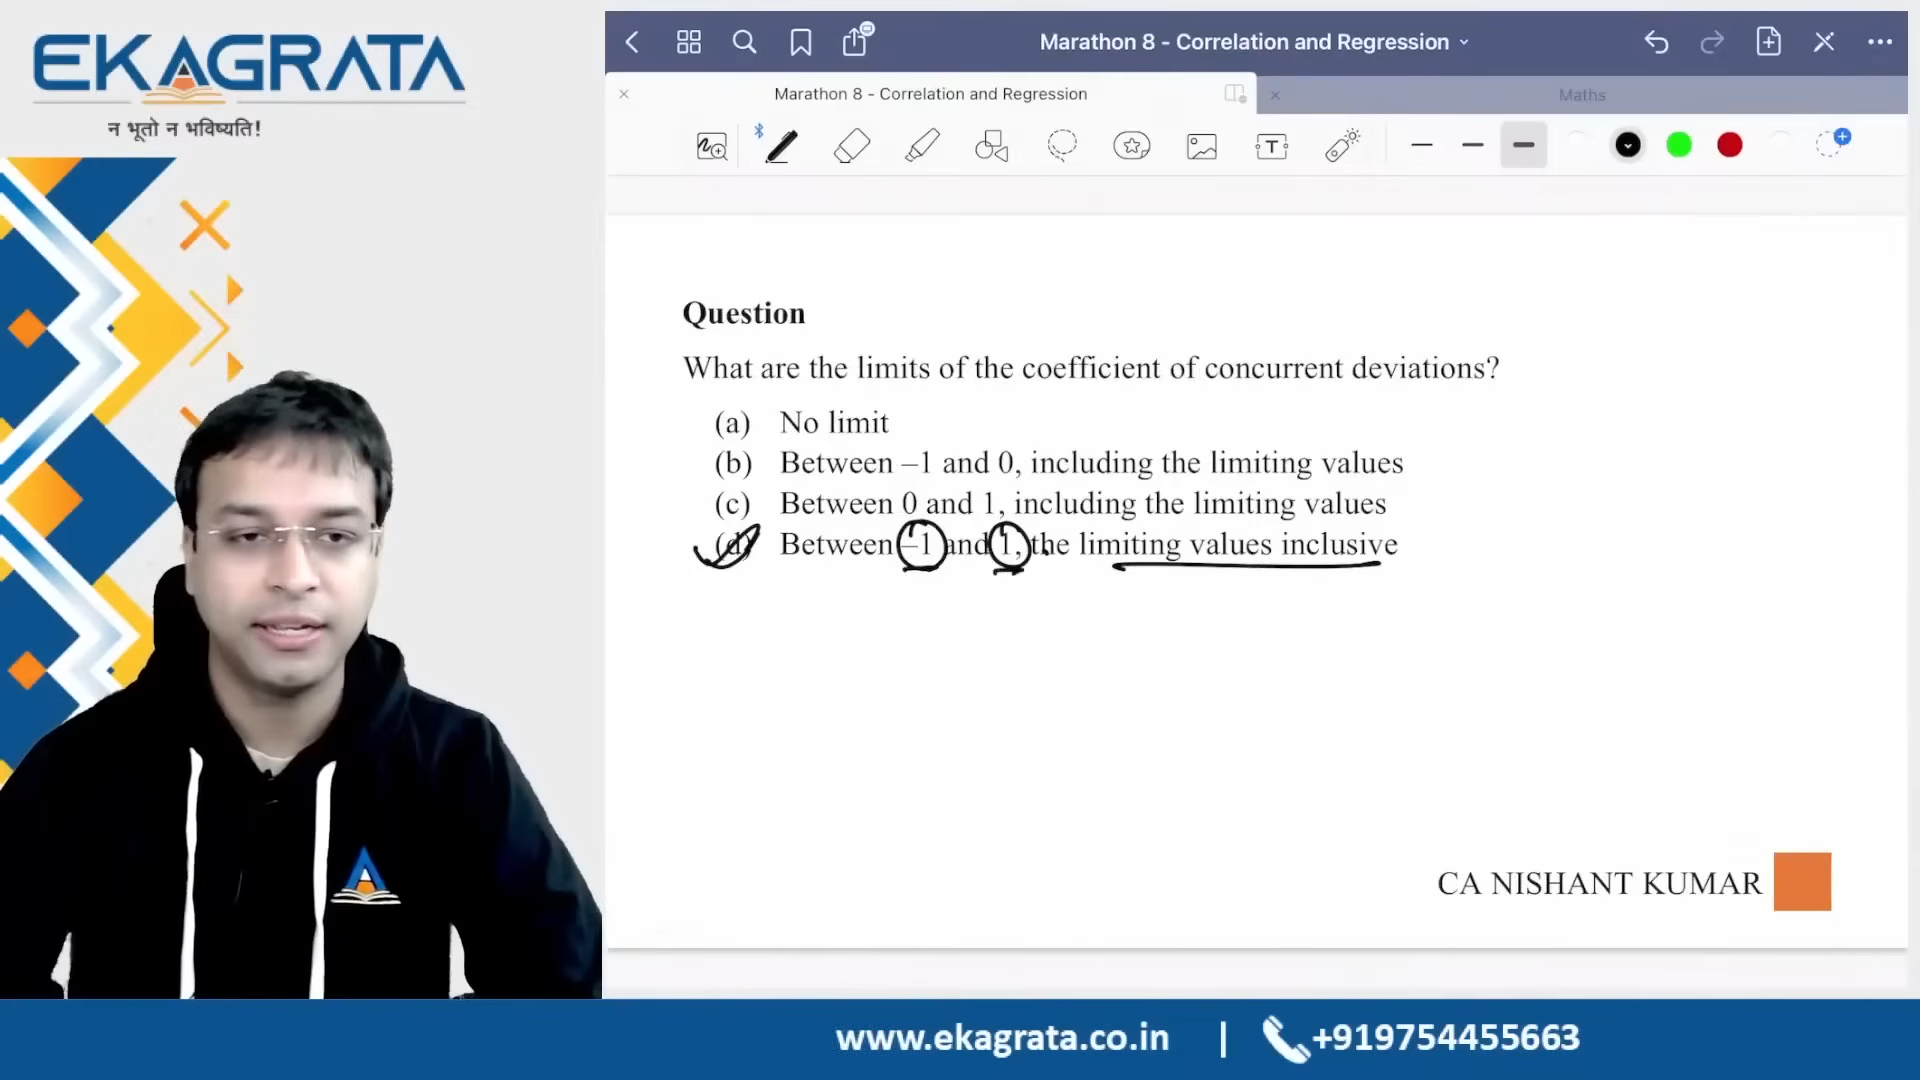 EKAGRATA
न भूतो न भविष्यति!
Marathon 8 - Correlation and Regression
Marathon 8 - Correlation and Regression
Maths
Question
What are the limits of the coefficient of concurrent deviations?
(a) No limit
(b) Between –1 and 0, including the limiting values
(c) Between 0 and 1, including the limiting values
(d) Between –1 and 1, the limiting values inclusive
CA NISHANT KUMAR
www.ekagrata.co.in | +919754455663